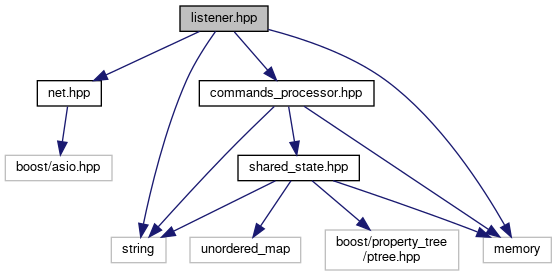 listener.hpp
net.hpp
commands_processor.hpp
boost/asio.hpp
shared_state.hpp
string
unordered_map
boost/property_tree
/ptree.hpp
memory